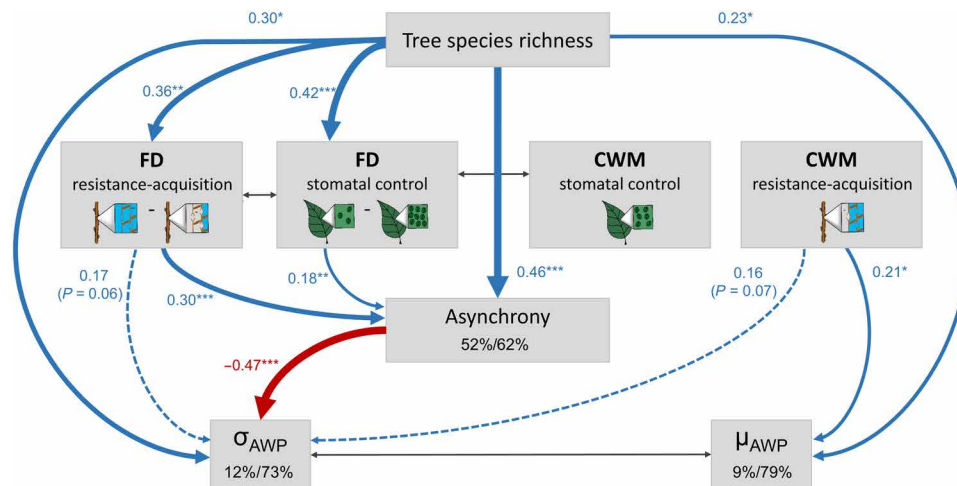 0.30*
0.23*
Tree species richness
0.36**
0.42***
FD
resistance-acquisition
-
FD
stomatal control
-
CWM
stomatal control
CWM
resistance-acquisition
0.17
(P = 0.06)
0.30***
0.18**
0.46***
0.16
(P = 0.07)
0.21*
Asynchrony
52%/62%
−0.47***
σAWP
12%/73%
μAWP
9%/79%